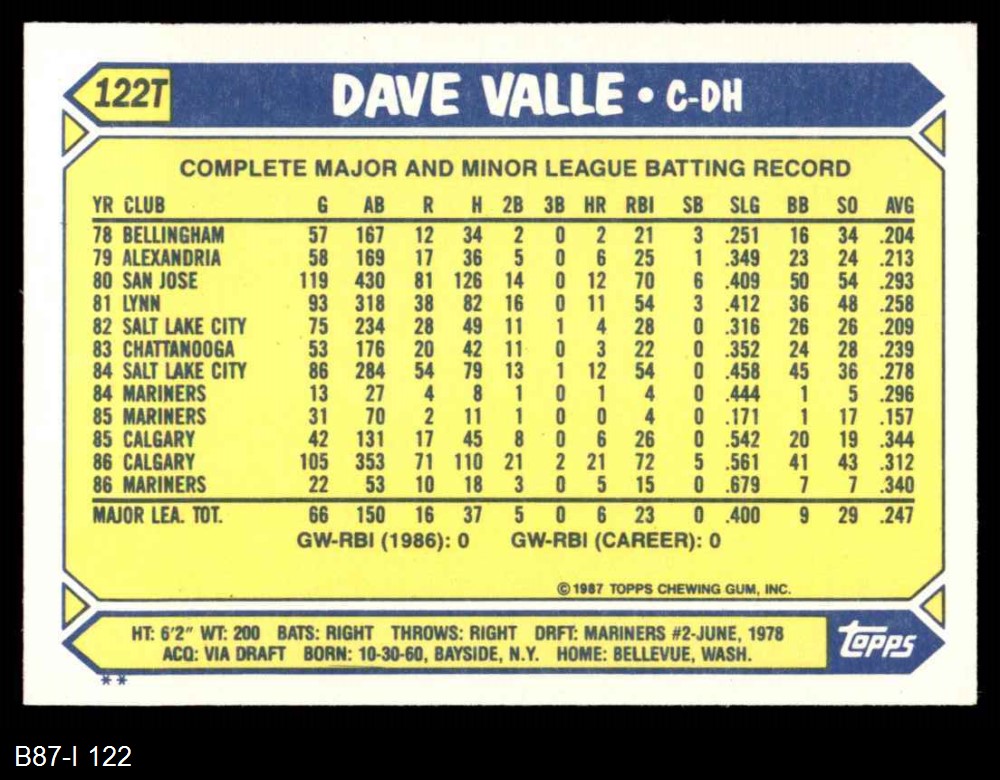 122T DAVE VALLE • C-DH
COMPLETE MAJOR AND MINOR LEAGUE BATTING RECORD
YR CLUB G AB R H 2B 3B HR RBI SB SLG BB SO AVG
78 BELLINGHAM 57 167 12 34 2 0 2 21 3 .251 16 34 .204
79 ALEXANDRIA 58 169 17 36 5 0 6 25 1 .349 23 24 .213
80 SAN JOSE 119 430 81 126 14 0 12 70 6 .409 50 54 .293
81 LYNN 93 318 38 82 16 0 11 54 3 .412 36 48 .258
82 SALT LAKE CITY 75 234 28 49 11 1 4 28 0 .316 26 26 .209
83 CHATTANOOGA 53 176 20 42 11 0 3 22 0 .352 24 28 .239
84 SALT LAKE CITY 86 284 54 79 13 1 12 54 0 .458 45 36 .278
84 MARINERS 13 27 4 8 1 0 1 4 0 .444 1 5 .296
85 MARINERS 31 70 2 11 1 0 0 4 0 .171 1 17 .157
85 CALGARY 42 131 17 45 8 0 6 26 0 .542 20 19 .344
86 CALGARY 105 353 71 110 21 2 21 72 5 .561 41 43 .312
86 MARINERS 22 53 10 18 3 0 5 15 0 .679 7 7 .340
MAJOR LEA. TOT. 66 150 16 37 5 0 6 23 0 .400 9 29 .247
GW-RBI (1986): 0 GW-RBI (CAREER): 0
© 1987 TOPPS CHEWING GUM, INC.
HT: 6'2" WT: 200 BATS: RIGHT THROWS: RIGHT DRFT: MARINERS #2-JUNE, 1978
ACQ: VIA DRAFT BORN: 10-30-60, BAYSIDE, N.Y. HOME: BELLEVUE, WASH.
topps
**
B87-I 122